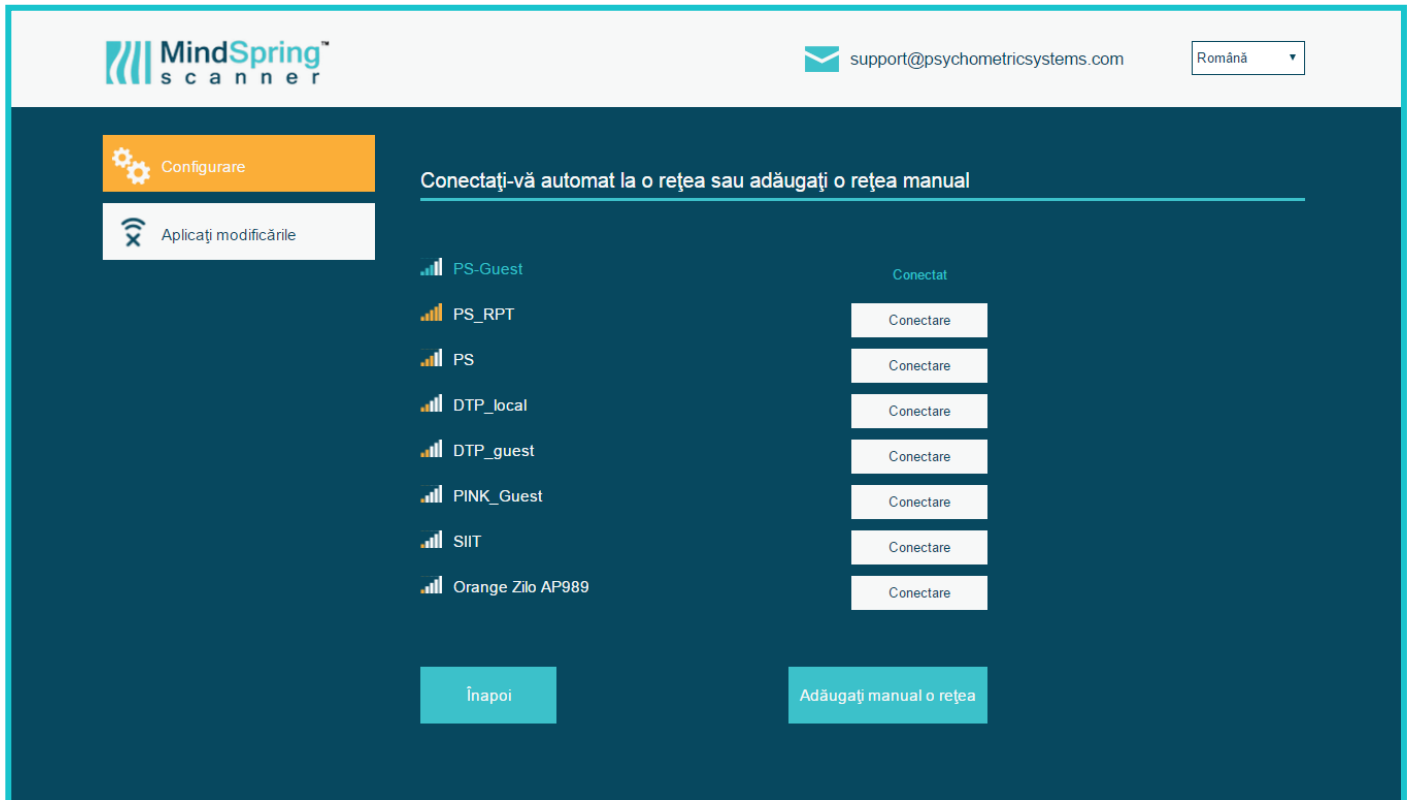 MindSpring™
scanner
support@psychometricsystems.com
Română
Configurare
Aplicaţi modificările
Conectaţi-vă automat la o reţea sau adăugaţi o reţea manual
PS-Guest Conectat
PS_RPT Conectare
PS Conectare
DTP_local Conectare
DTP_guest Conectare
PINK_Guest Conectare
SIIT Conectare
Orange Zilo AP989 Conectare
Înapoi
Adăugaţi manual o reţea